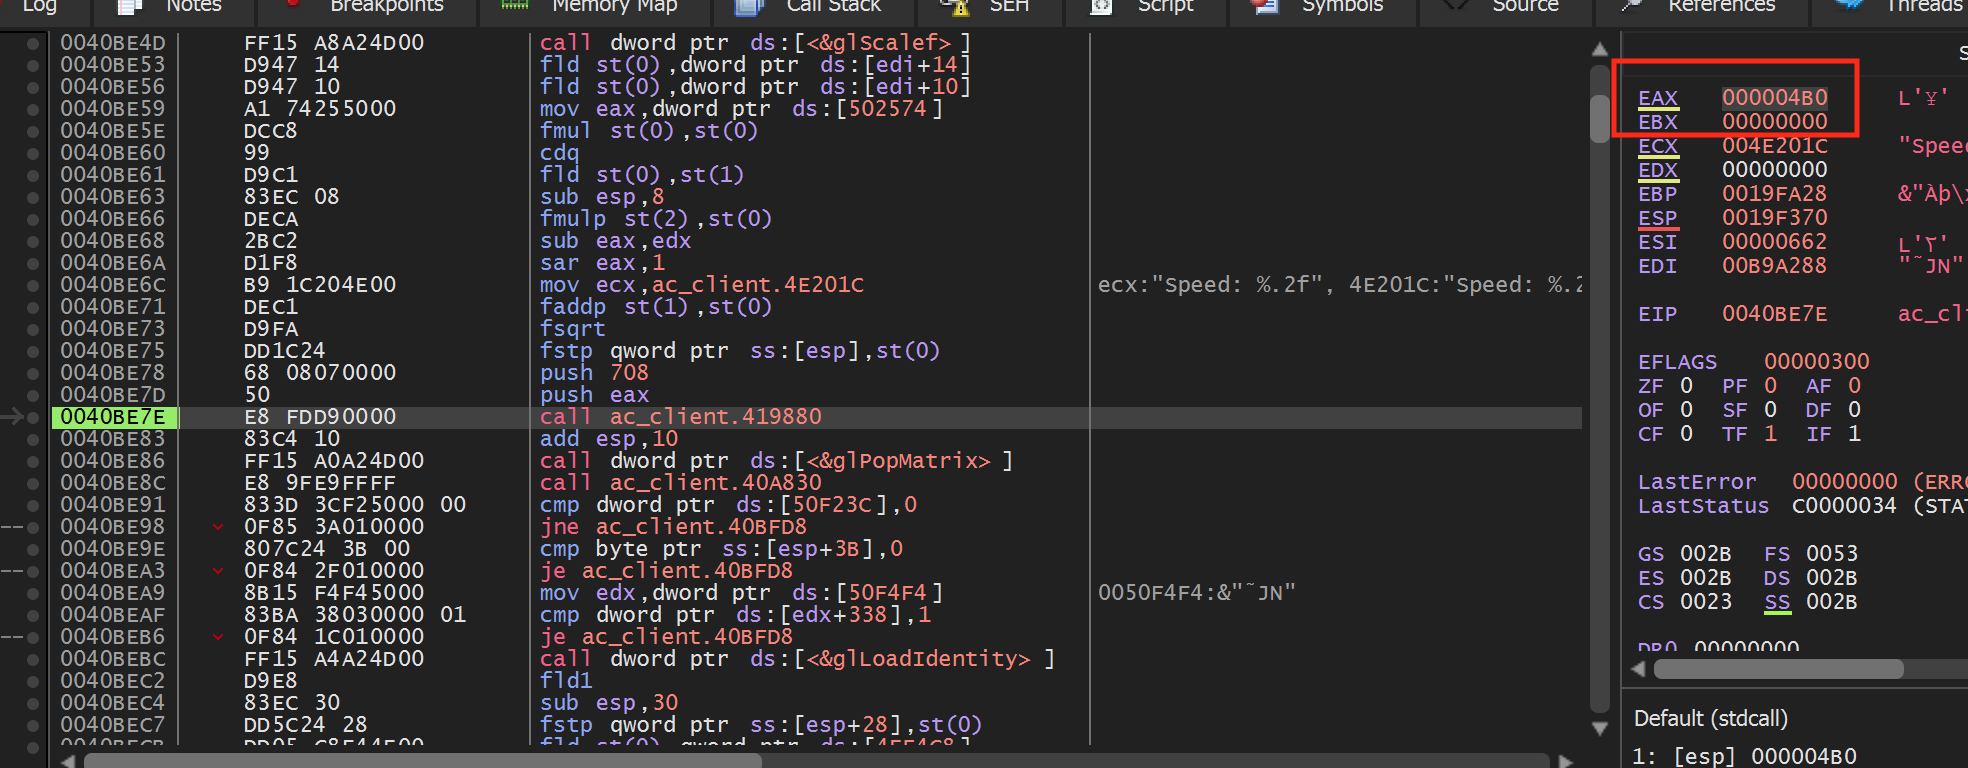 Log Notes Breakpoints Memory Map Call Stack SEH Script Symbols Source References Threads
0040BE4D FF15 A8A24D00 call dword ptr ds:[<&glScalef>]
0040BE53 D947 14 fld st(0),dword ptr ds:[edi+14]
0040BE56 D947 10 fld st(0),dword ptr ds:[edi+10]
0040BE59 A1 74255000 mov eax,dword ptr ds:[502574]
0040BE5E DCC8 fmul st(0),st(0)
0040BE60 99 cdq
0040BE61 D9C1 fld st(0),st(1)
0040BE63 83EC 08 sub esp,8
0040BE66 DECA fmulp st(2),st(0)
0040BE68 2BC2 sub eax,edx
0040BE6A D1F8 sar eax,1
0040BE6C B9 1C204E00 mov ecx,ac_client.4E201C ecx:"Speed: %.2f", 4E201C:"Speed: %.2
0040BE71 DEC1 faddp st(1),st(0)
0040BE73 D9FA fsqrt
0040BE75 DD1C24 fstp qword ptr ss:[esp],st(0)
0040BE78 68 08070000 push 708
0040BE7D 50 push eax
0040BE7E E8 FDD90000 call ac_client.419880
0040BE83 83C4 10 add esp,10
0040BE86 FF15 A0A24D00 call dword ptr ds:[<&glPopMatrix>]
0040BE8C E8 9FE9FFFF call ac_client.40A830
0040BE91 833D 3CF25000 00 cmp dword ptr ds:[50F23C],0
0040BE98 0F85 3A010000 jne ac_client.40BFD8
0040BE9E 807C24 3B 00 cmp byte ptr ss:[esp+3B],0
0040BEA3 0F84 2F010000 je ac_client.40BFD8
0040BEA9 8B15 F4F45000 mov edx,dword ptr ds:[50F4F4] 0050F4F4:&"˜JN"
0040BEAF 83BA 38030000 01 cmp dword ptr ds:[edx+338],1
0040BEB6 0F84 1C010000 je ac_client.40BFD8
0040BEBC FF15 A4A24D00 call dword ptr ds:[<&glLoadIdentity>]
0040BEC2 D9E8 fld1
0040BEC4 83EC 30 sub esp,30
0040BEC7 DD5C24 28 fstp qword ptr ss:[esp+28],st(0)
EAX 000004B0 L'Ұ'
EBX 00000000
ECX 004E201C "Speed
EDX 00000000
EBP 0019FA28
ESP 0019F370
ESI 00000662
EDI 00B9A288 "˜JN"
EIP 0040BE7E ac_cl
EFLAGS 00000300
ZF 0 PF 0 AF 0
OF 0 SF 0 DF 0
CF 0 TF 1 IF 1
LastError 00000000 (ERR
LastStatus C0000034 (STA
GS 002B FS 0053
ES 002B DS 002B
CS 0023 SS 002B
DR0 00000000
Default (stdcall)
1: [esp] 000004B0